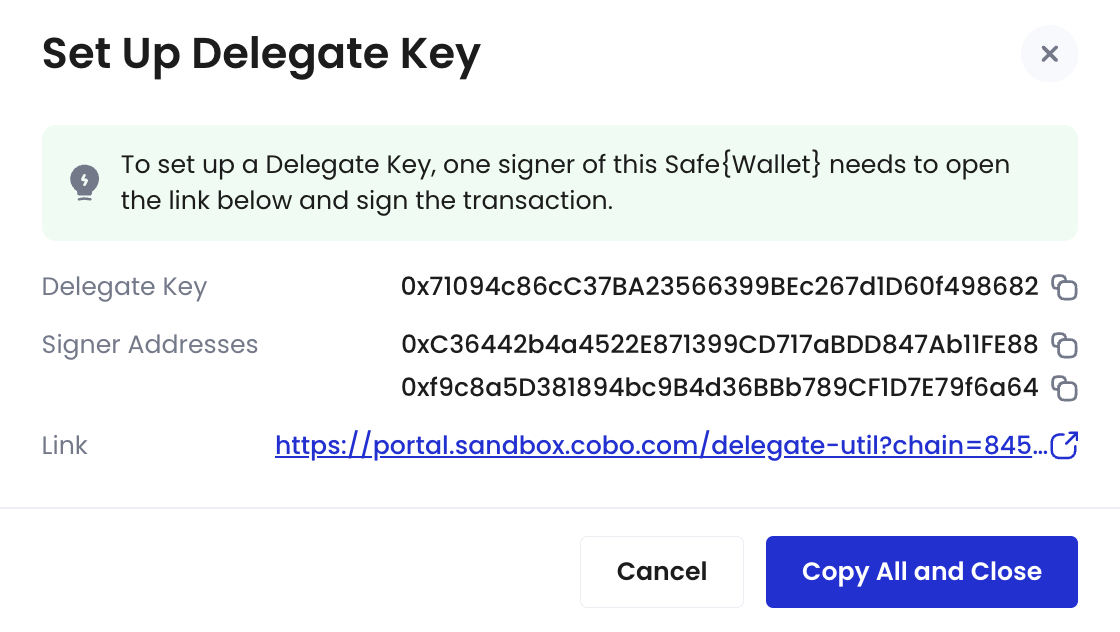 Set Up Delegate Key
To set up a Delegate Key, one signer of this Safe{Wallet} needs to open
the link below and sign the transaction.
Delegate Key 0x71094c86cC37BA23566399BEc267d1D60f498682
Signer Addresses 0xC36442b4a4522E871399CD717aBDD847Ab11FE88
0xf9c8a5D381894bc9B4d36BBb789CF1D7E79f6a64
Link https://portal.sandbox.cobo.com/delegate-util?chain=845...
Cancel Copy All and Close